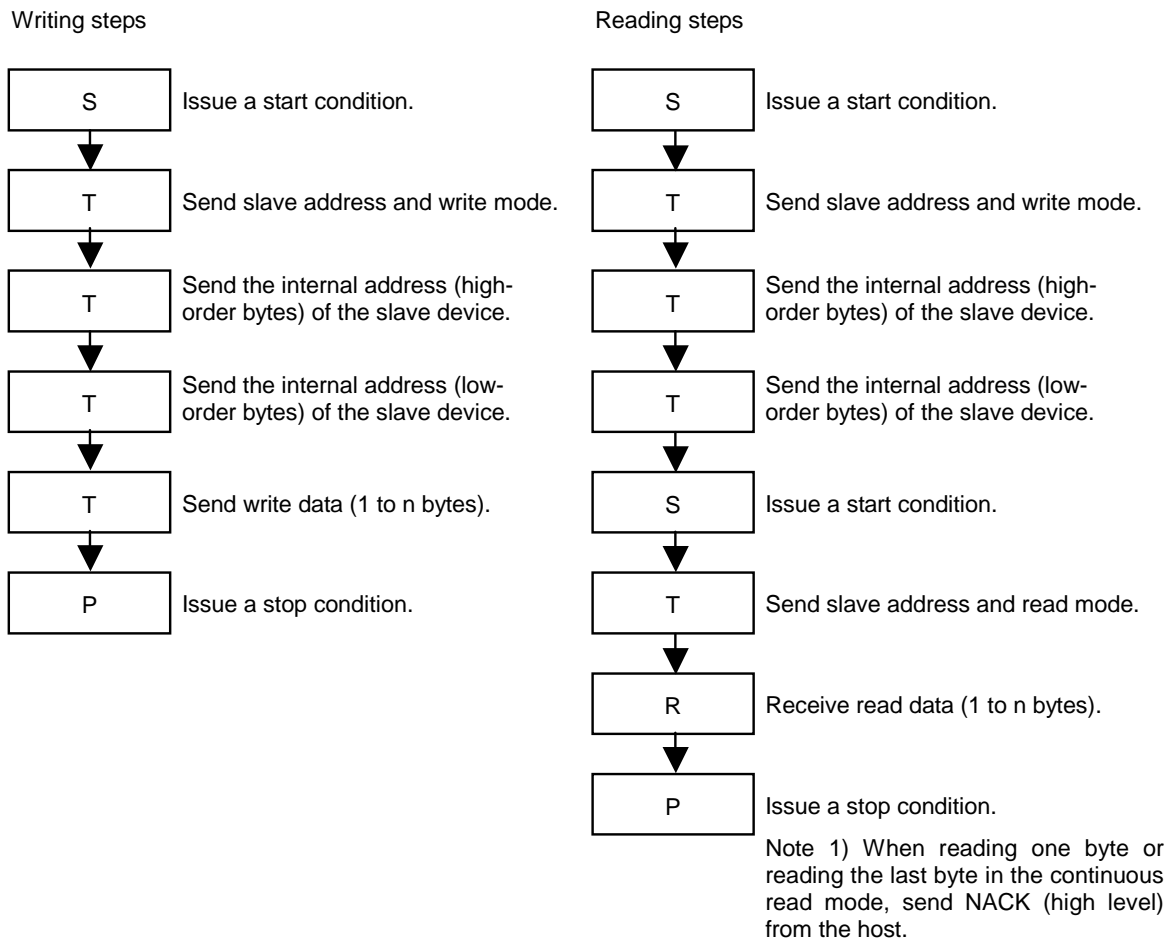 Writing steps
S
Issue a start condition.
T
Send slave address and write mode.
T
Send the internal address (high-
order bytes) of the slave device.
T
Send the internal address (low-
order bytes) of the slave device.
T
Send write data (1 to n bytes).
P
Issue a stop condition.
Reading steps
S
Issue a start condition.
T
Send slave address and write mode.
T
Send the internal address (high-
order bytes) of the slave device.
T
Send the internal address (low-
order bytes) of the slave device.
S
Issue a start condition.
T
Send slave address and read mode.
R
Receive read data (1 to n bytes).
P
Issue a stop condition.
Note 1) When reading one byte or
reading the last byte in the continuous
read mode, send NACK (high level)
from the host.